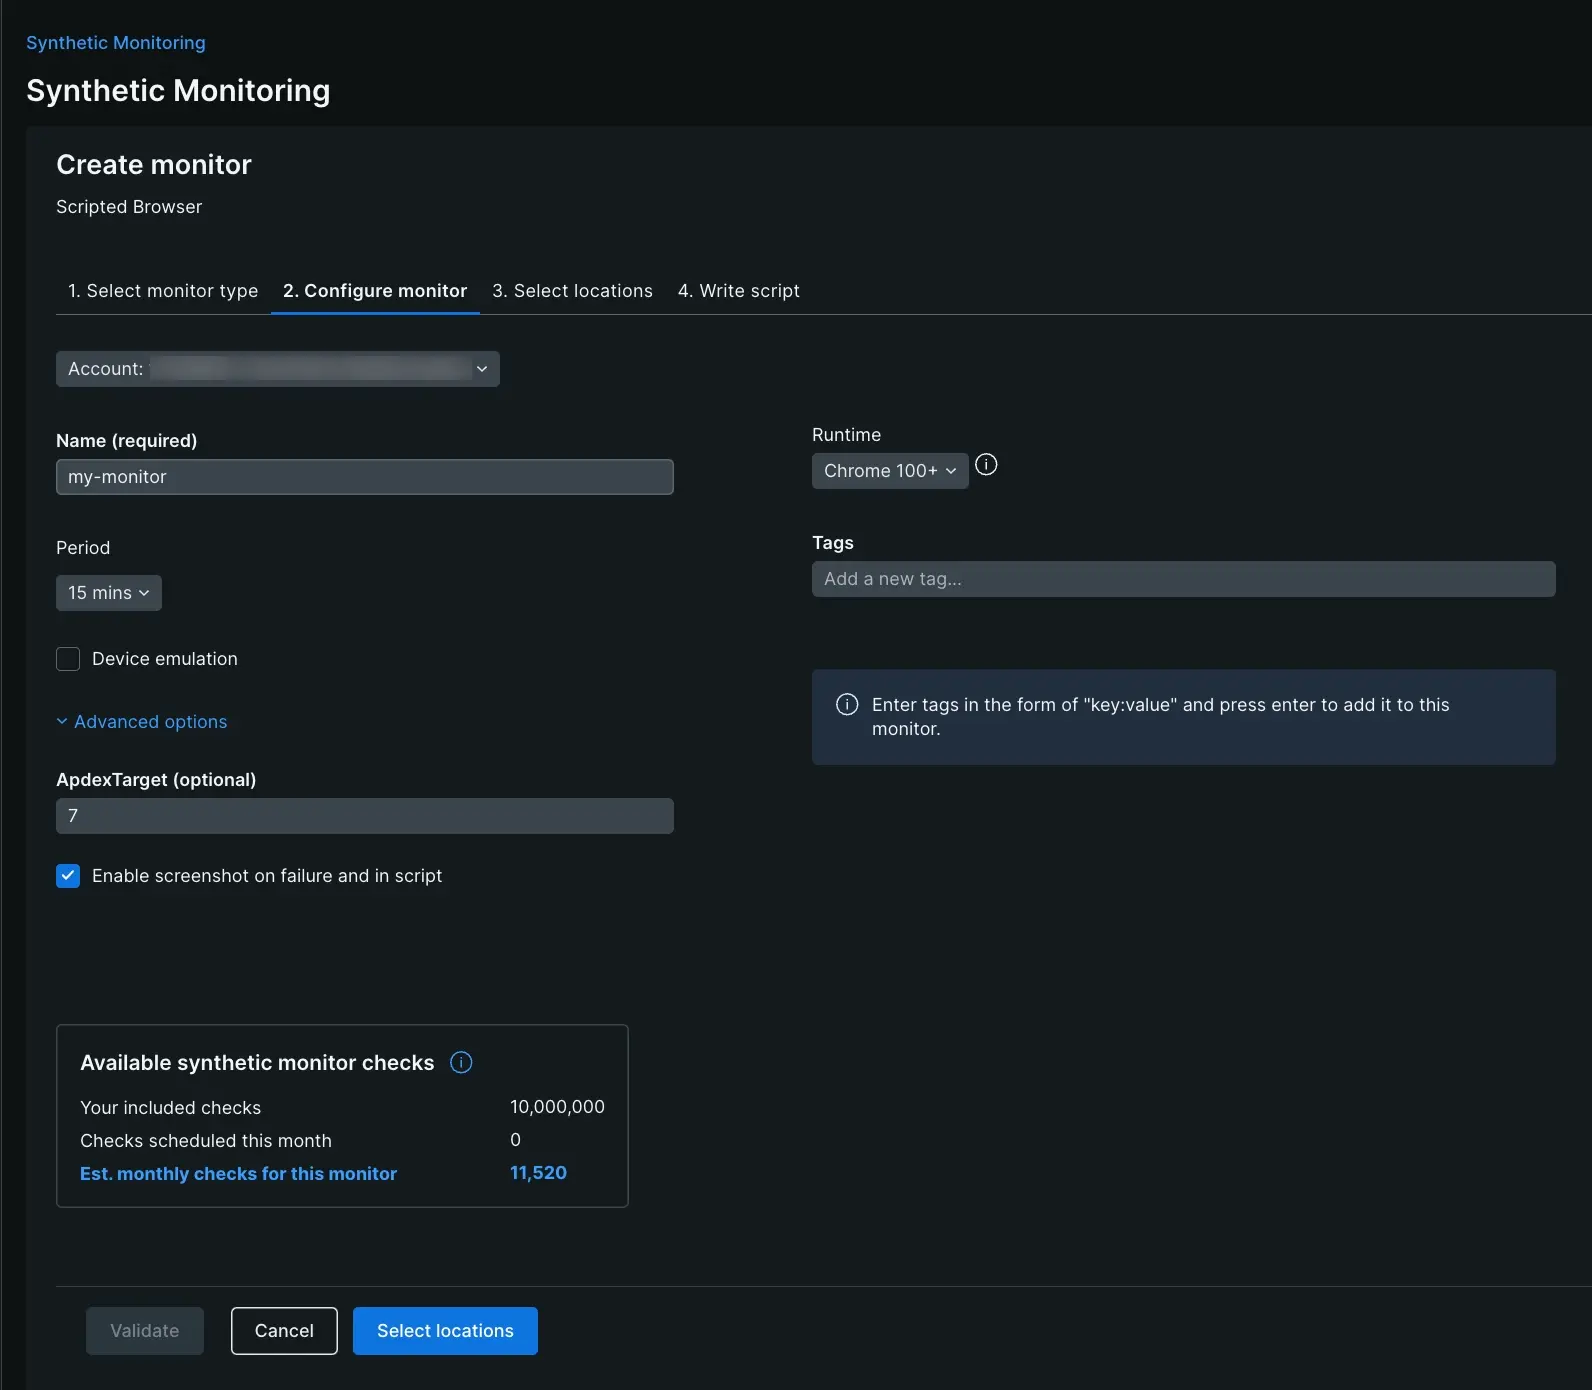 Synthetic Monitoring
Synthetic Monitoring
Create monitor
Scripted Browser
1. Select monitor type 2. Configure monitor 3. Select locations 4. Write script
Account:
Name (required)
my-monitor
Period
15 mins
Device emulation
Advanced options
ApdexTarget (optional)
7
Enable screenshot on failure and in script
Runtime
Chrome 100+
Tags
Add a new tag...
Enter tags in the form of "key:value" and press enter to add it to this
monitor.
Available synthetic monitor checks
Your included checks 10,000,000
Checks scheduled this month 0
Est. monthly checks for this monitor 11,520
Validate Cancel Select locations